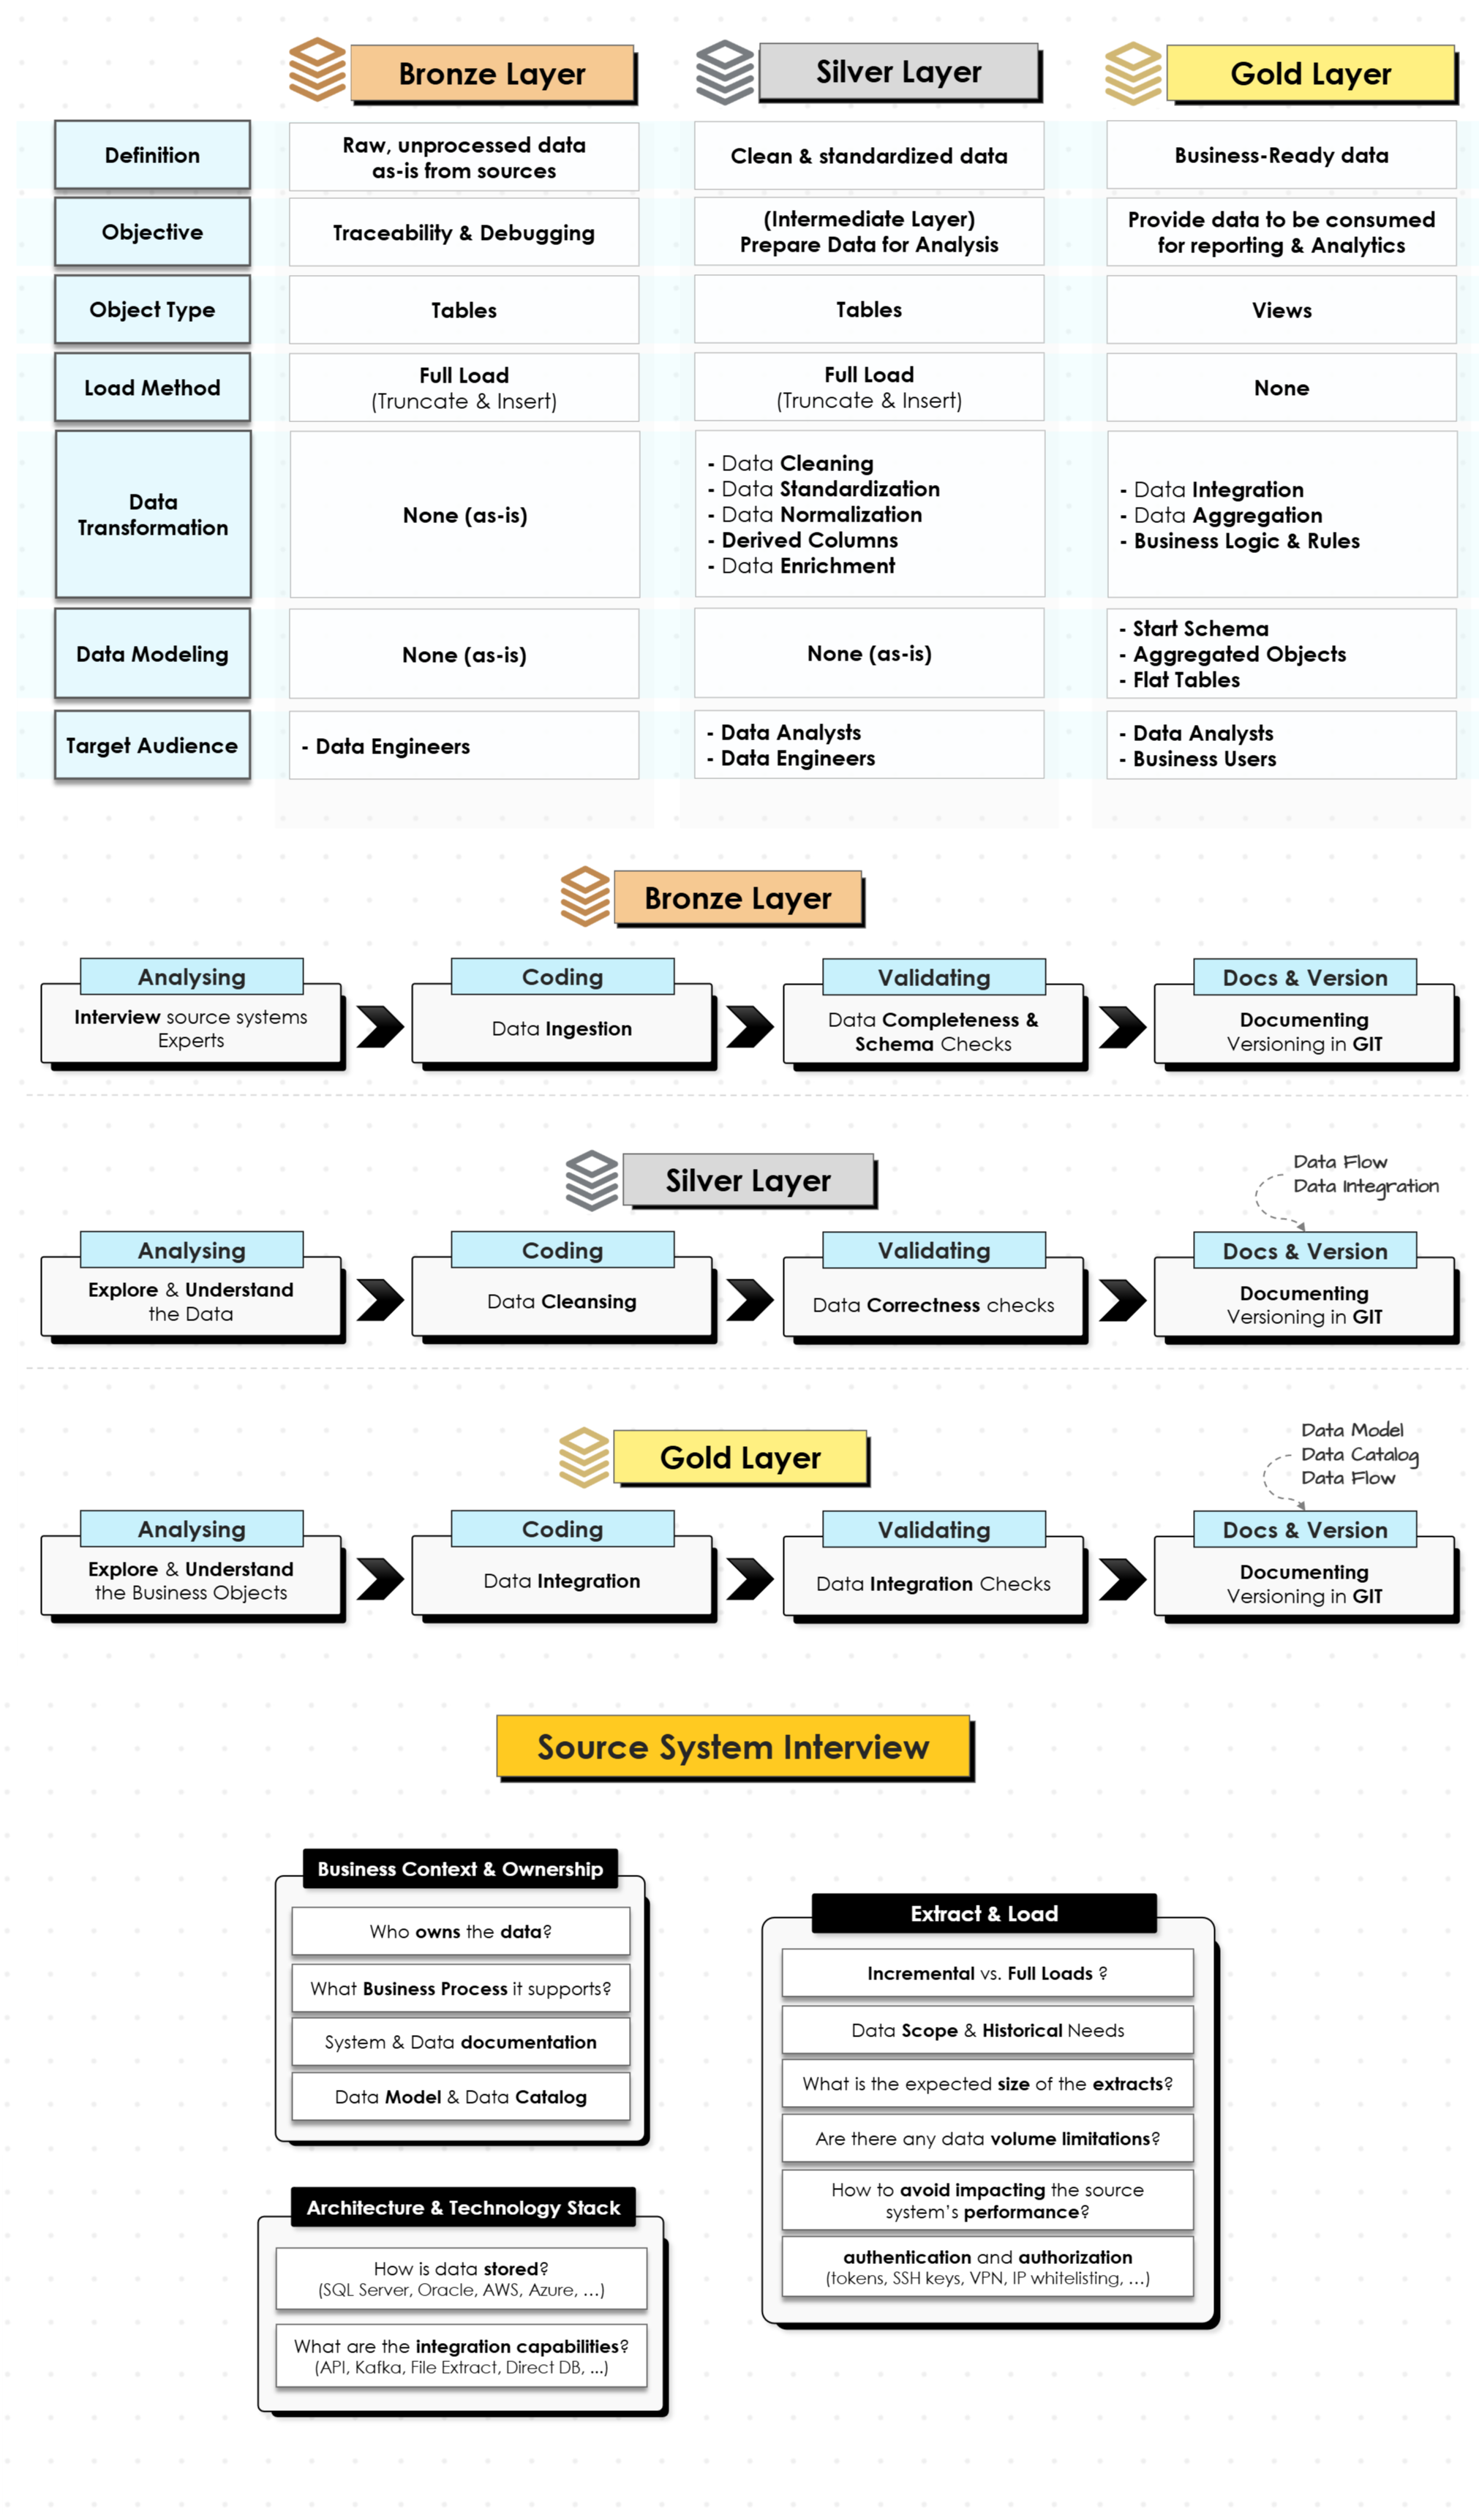 Bronze Layer
Silver Layer
Gold Layer
Definition
Raw, unprocessed data
as-is from sources
Clean & standardized data
Business-Ready data
Objective
Traceability & Debugging
(Intermediate Layer)
Prepare Data for Analysis
Provide data to be consumed
for reporting & Analytics
Object Type
Tables
Tables
Views
Load Method
Full Load
(Truncate & Insert)
Full Load
(Truncate & Insert)
None
Data
Transformation
None (as-is)
- Data Cleaning
- Data Standardization
- Data Normalization
- Derived Columns
- Data Enrichment
- Data Integration
- Data Aggregation
- Business Logic & Rules
Data Modeling
None (as-is)
None (as-is)
- Start Schema
- Aggregated Objects
- Flat Tables
Target Audience
- Data Engineers
- Data Analysts
- Data Engineers
- Data Analysts
- Business Users
Bronze Layer
Analysing
Interview source systems
Experts
Coding
Data Ingestion
Validating
Data Completeness &
Schema Checks
Docs & Version
Documenting
Versioning in GIT
Silver Layer
Data Flow
Data Integration
Analysing
Explore & Understand
the Data
Coding
Data Cleansing
Validating
Data Correctness checks
Docs & Version
Documenting
Versioning in GIT
Gold Layer
Data Model
Data Catalog
Data Flow
Analysing
Explore & Understand
the Business Objects
Coding
Data Integration
Validating
Data Integration Checks
Docs & Version
Documenting
Versioning in GIT
Source System Interview
Business Context & Ownership
Who owns the data?
What Business Process it supports?
System & Data documentation
Data Model & Data Catalog
Architecture & Technology Stack
How is data stored?
(SQL Server, Oracle, AWS, Azure, ...)
What are the integration capabilities?
(API, Kafka, File Extract, Direct DB, ...)
Extract & Load
Incremental vs. Full Loads ?
Data Scope & Historical Needs
What is the expected size of the extracts?
Are there any data volume limitations?
How to avoid impacting the source
system's performance?
authentication and authorization
(tokens, SSH keys, VPN, IP whitelisting, ...)